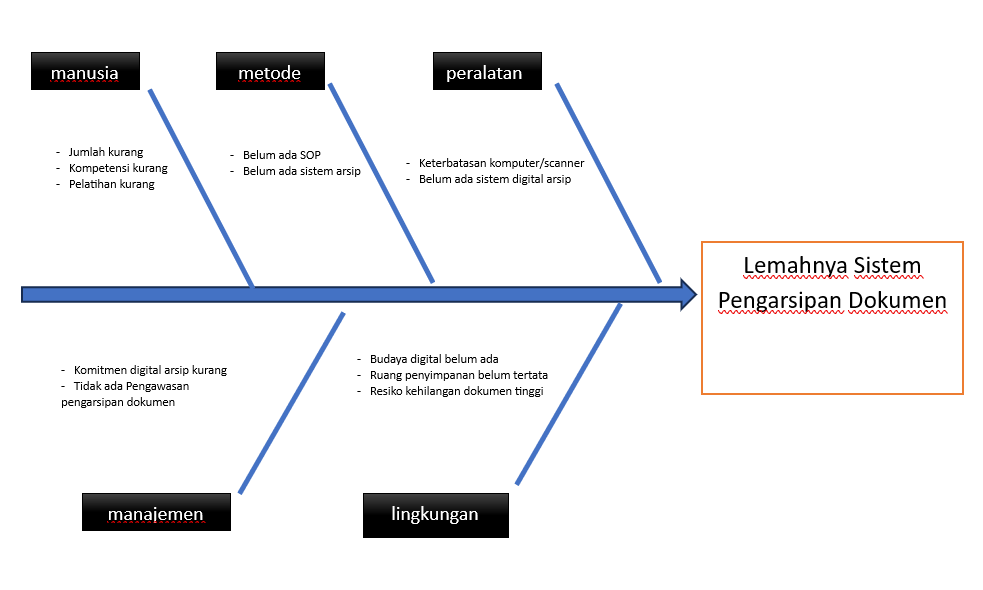 manusia
metode
peralatan
- Jumlah kurang
- Kompetensi kurang
- Pelatihan kurang
- Belum ada SOP
- Belum ada sistem arsip
- Keterbatasan komputer/scanner
- Belum ada sistem digital arsip
Lemahnya Sistem
Pengarsipan Dokumen
- Komitmen digital arsip kurang
- Tidak ada Pengawasan
pengarsipan dokumen
- Budaya digital belum ada
- Ruang penyimpanan belum tertata
- Resiko kehilangan dokumen tinggi
manajemen
lingkungan